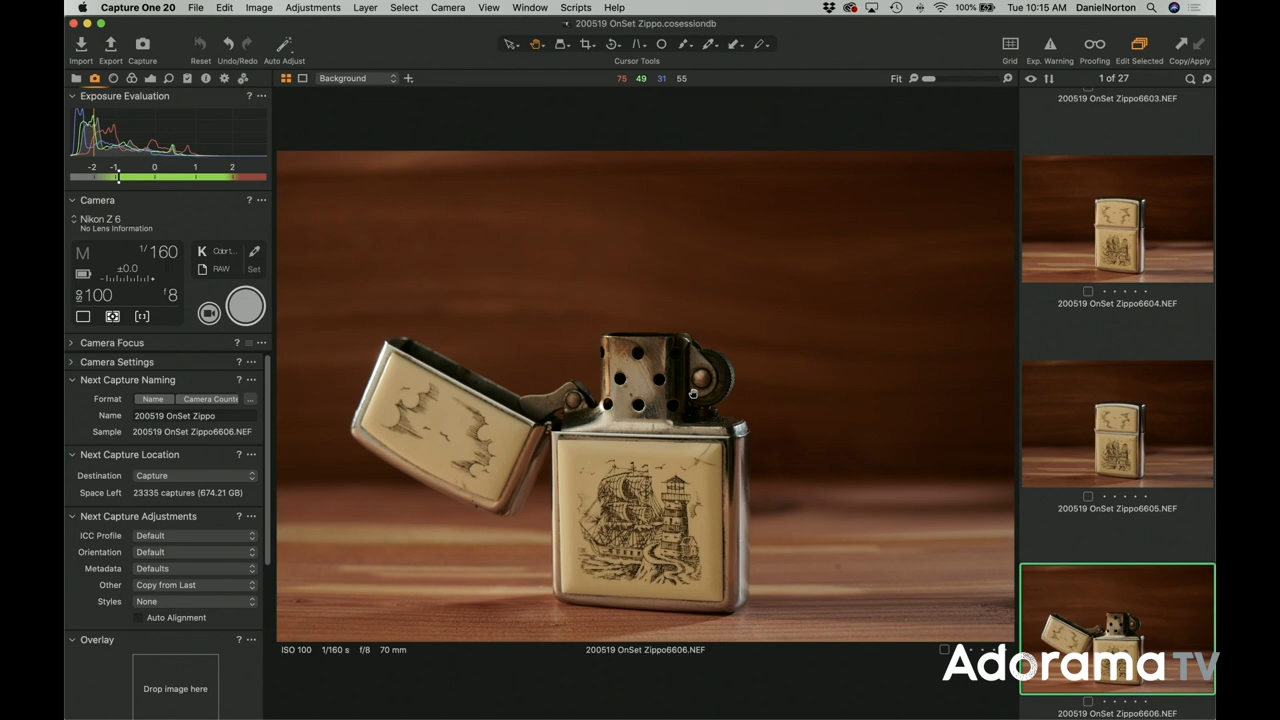 Capture One 20 File Edit Image Adjustments Layer Select Camera View Window Scripts Help 100% Tue 10:15 AM DanielNorton
200519 OnSet Zippo.cosessiondb
Import Export Capture Reset Undo/Redo Auto Adjust Cursor Tools Grid Exp. Warning Proofing Edit Selected Copy/Apply
Background 75 49 31 55 Fit 1 of 27
Exposure Evaluation ? ...
-2 -1 0 1 2
Camera ? ...
Nikon Z 6
No Lens Information
M 1/160 K
±0.0 RAW Set
ISO 100 f8
Camera Focus ? ...
Camera Settings ? ...
Next Capture Naming ? ...
Format Name Camera Counte ...
Name 200519 OnSet Zippo
Sample 200519 OnSet Zippo6606.NEF
Next Capture Location ? ...
Destination Capture
Space Left 23335 captures (674.21 GB)
Next Capture Adjustments ? ...
ICC Profile Default
Orientation Default
Metadata Defaults
Other Copy from Last
Styles None
Auto Alignment
Overlay ? ...
Drop image here
ISO 100 1/160 s f/8 70 mm 200519 OnSet Zippo6606.NEF
200519 OnSet Zippo6603.NEF
200519 OnSet Zippo6604.NEF
200519 OnSet Zippo6605.NEF
200519 OnSet Zippo6606.NEF
Adorama TV